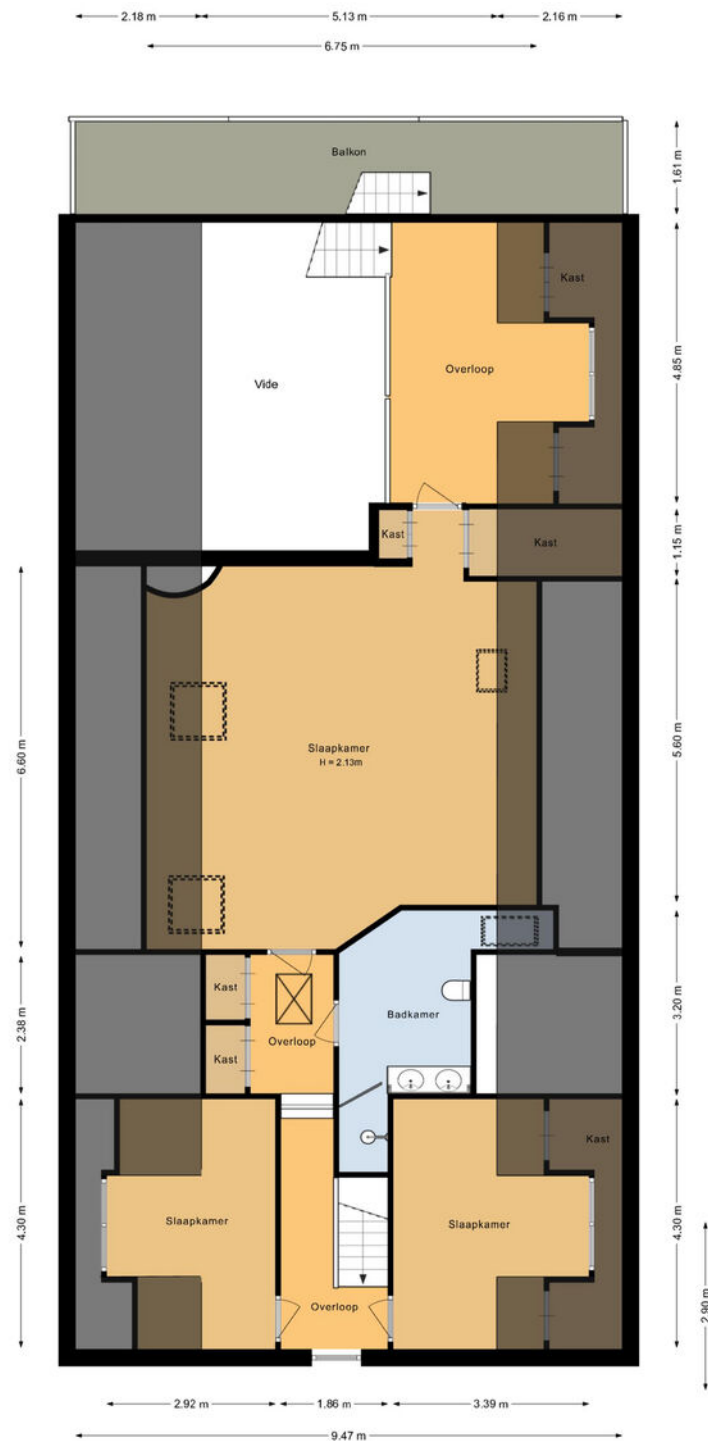 2.18 m
5.13 m
2.16 m
6.75 m
Balkon
1.61 m
Kast
4.85 m
Overloop
Vide
Kast
Kast
1.15 m
6.60 m
Slaapkamer
H = 2.13m
5.60 m
Kast
Badkamer
Overloop
Kast
2.38 m
3.20 m
Kast
Slaapkamer
Slaapkamer
4.30 m
4.30 m
Overloop
2.90 m
2.92 m
1.86 m
3.39 m
9.47 m